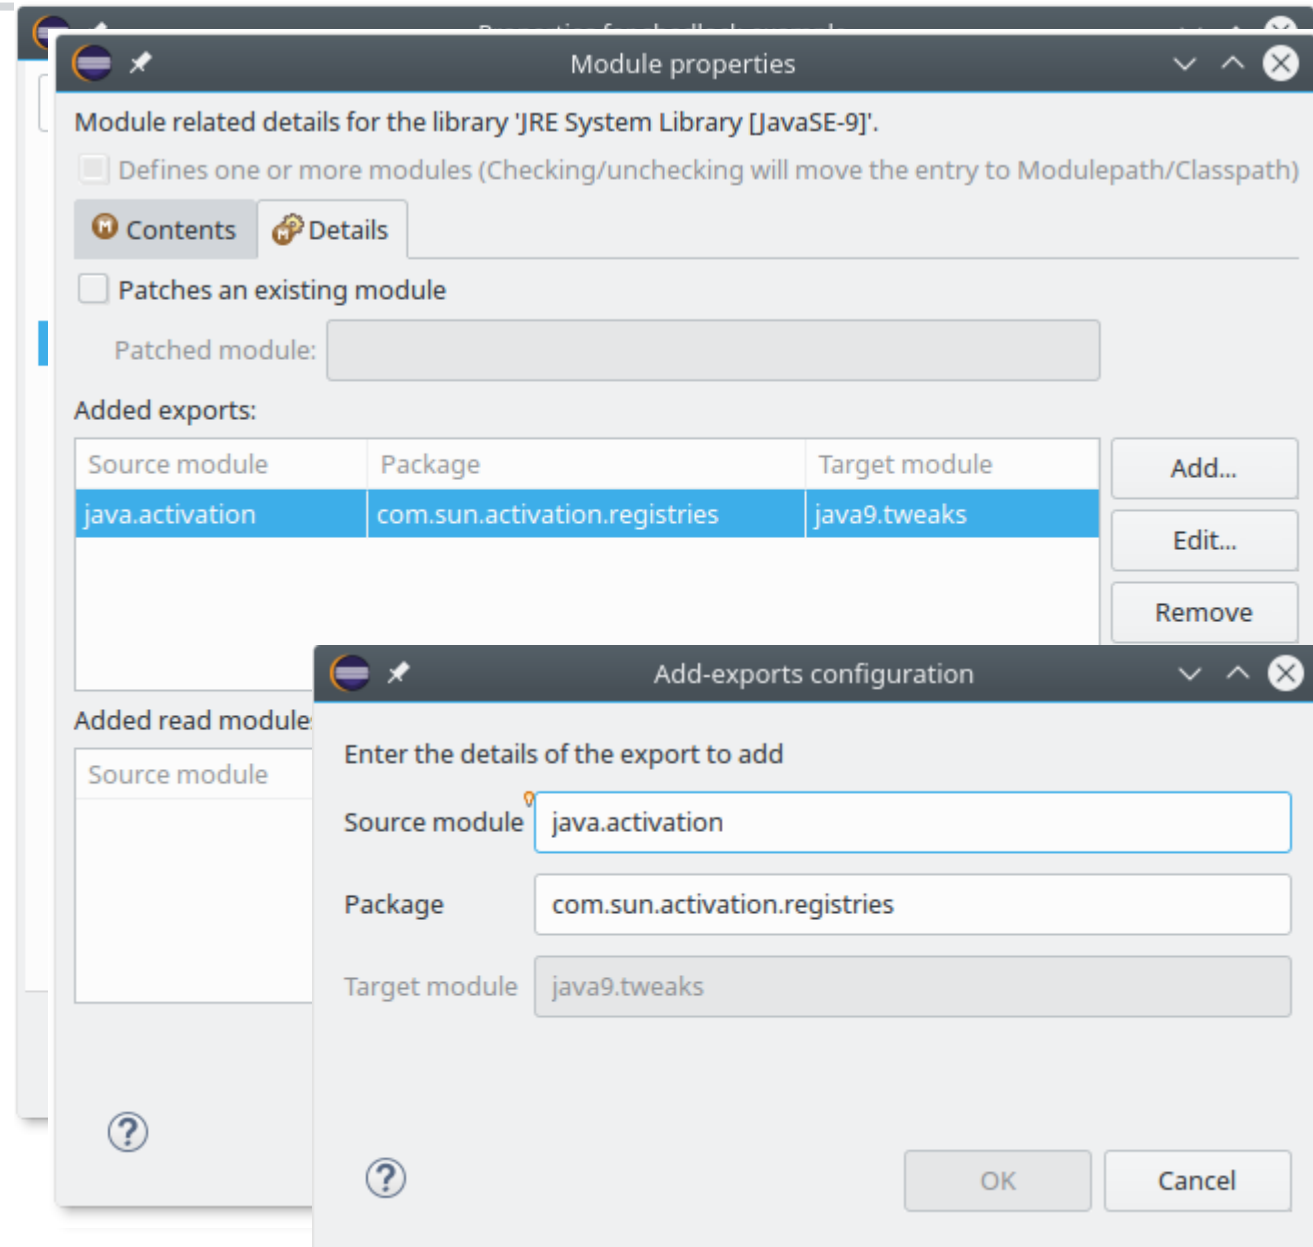 Module properties
Module related details for the library 'JRE System Library [JavaSE-9]'.
Defines one or more modules (Checking/unchecking will move the entry to Modulepath/Classpath)
Contents
Details
Patches an existing module
Patched module:
Added exports:
Source module Package Target module
Add...
java.activation com.sun.activation.registries java9.tweaks
Edit...
Remove
Added read module
Source module
Add-exports configuration
Enter the details of the export to add
Source module java.activation
Package com.sun.activation.registries
Target module java9.tweaks
OK
Cancel